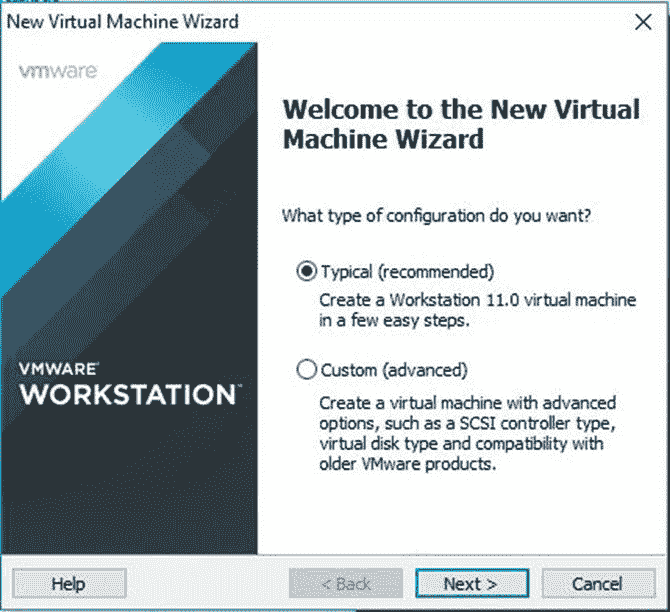 New Virtual Machine Wizard
vmware
Welcome to the New Virtual
Machine Wizard
What type of configuration do you want?
Typical (recommended)
Create a Workstation 11.0 virtual machine
in a few easy steps.
Custom (advanced)
Create a virtual machine with advanced
options, such as a SCSI controller type,
virtual disk type and compatibility with
older VMware products.
VMWARE®
WORKSTATION™
Help
< Back
Next >
Cancel